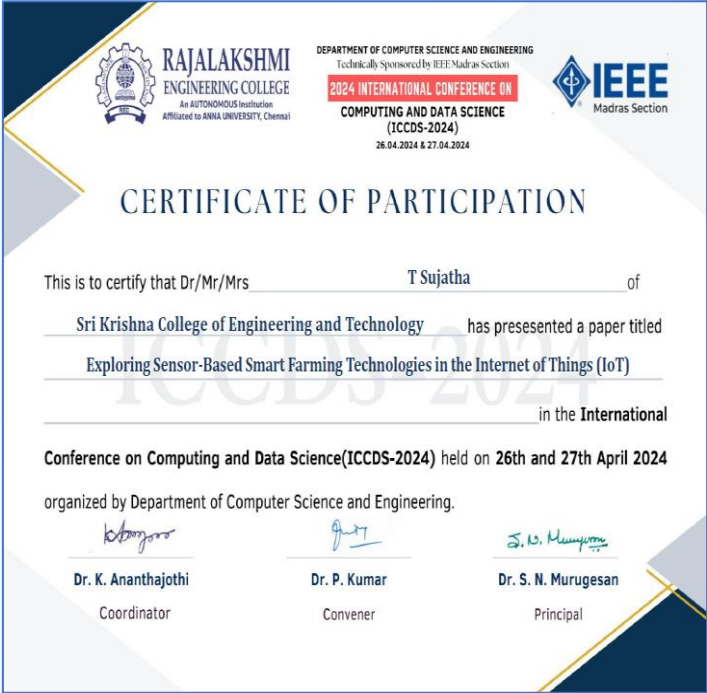 RAJALAKSHMI
ENGINEERING COLLEGE
An AUTONOMOUS Institution
Affiliated to ANNA UNIVERSITY, Chennai
REC
DEPARTMENT OF COMPUTER SCIENCE AND ENGINEERING
Technically Sponsored by IEEE Madras Section
2024 INTERNATIONAL CONFERENCE ON
COMPUTING AND DATA SCIENCE
(ICCDS-2024)
26.04.2024 & 27.04.2024
IEEE
Madras Section
CERTIFICATE OF PARTICIPATION
This is to certify that Dr/Mr/Mrs T Sujatha of
Sri Krishna College of Engineering and Technology has presesented a paper titled
Exploring Sensor-Based Smart Farming Technologies in the Internet of Things (IoT)
ICCDS-2024
in the International
Conference on Computing and Data Science(ICCDS-2024) held on 26th and 27th April 2024
organized by Department of Computer Science and Engineering.
Dr. K. Ananthajothi
Coordinator
Dr. P. Kumar
Convener
S. N. Murugesan
Dr. S. N. Murugesan
Principal